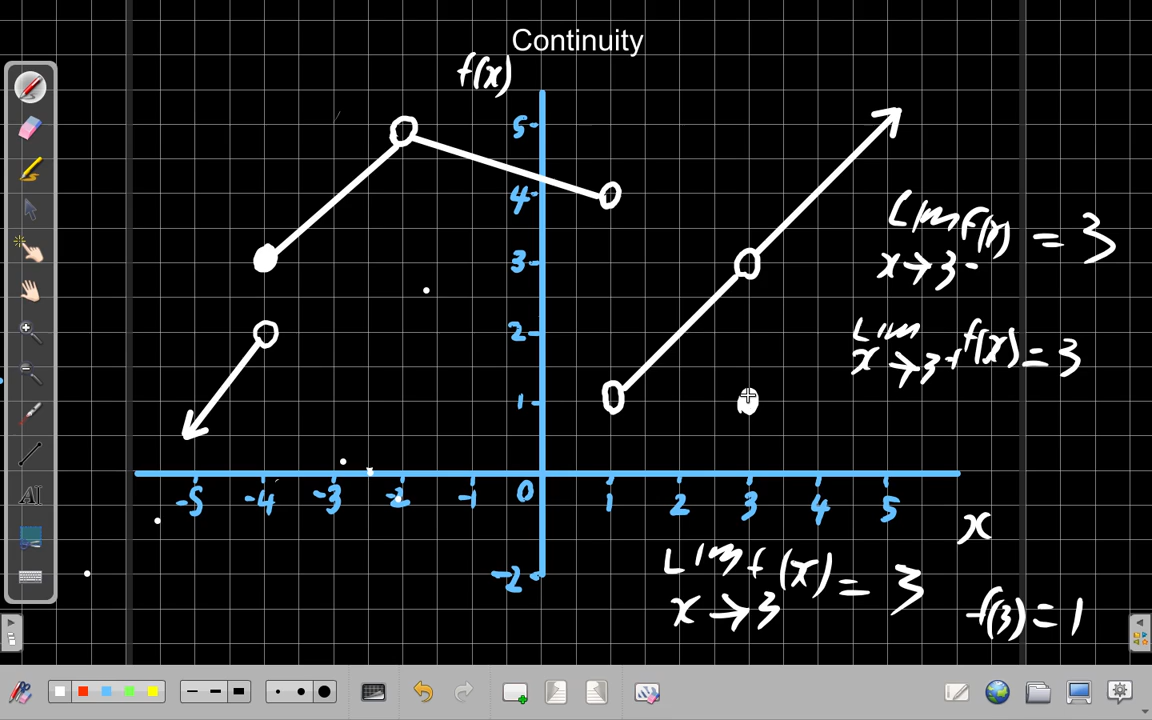 Continuity
f(x)
5
4
3
2
1
-5 -4 -3 -2 -1 0 1 2 3 4 5
x
-2
Lim f(x) = 3
x→3-
Lim f(x) = 3
x→3+
Lim f(x) = 3
x→3
f(3) = 1
AI